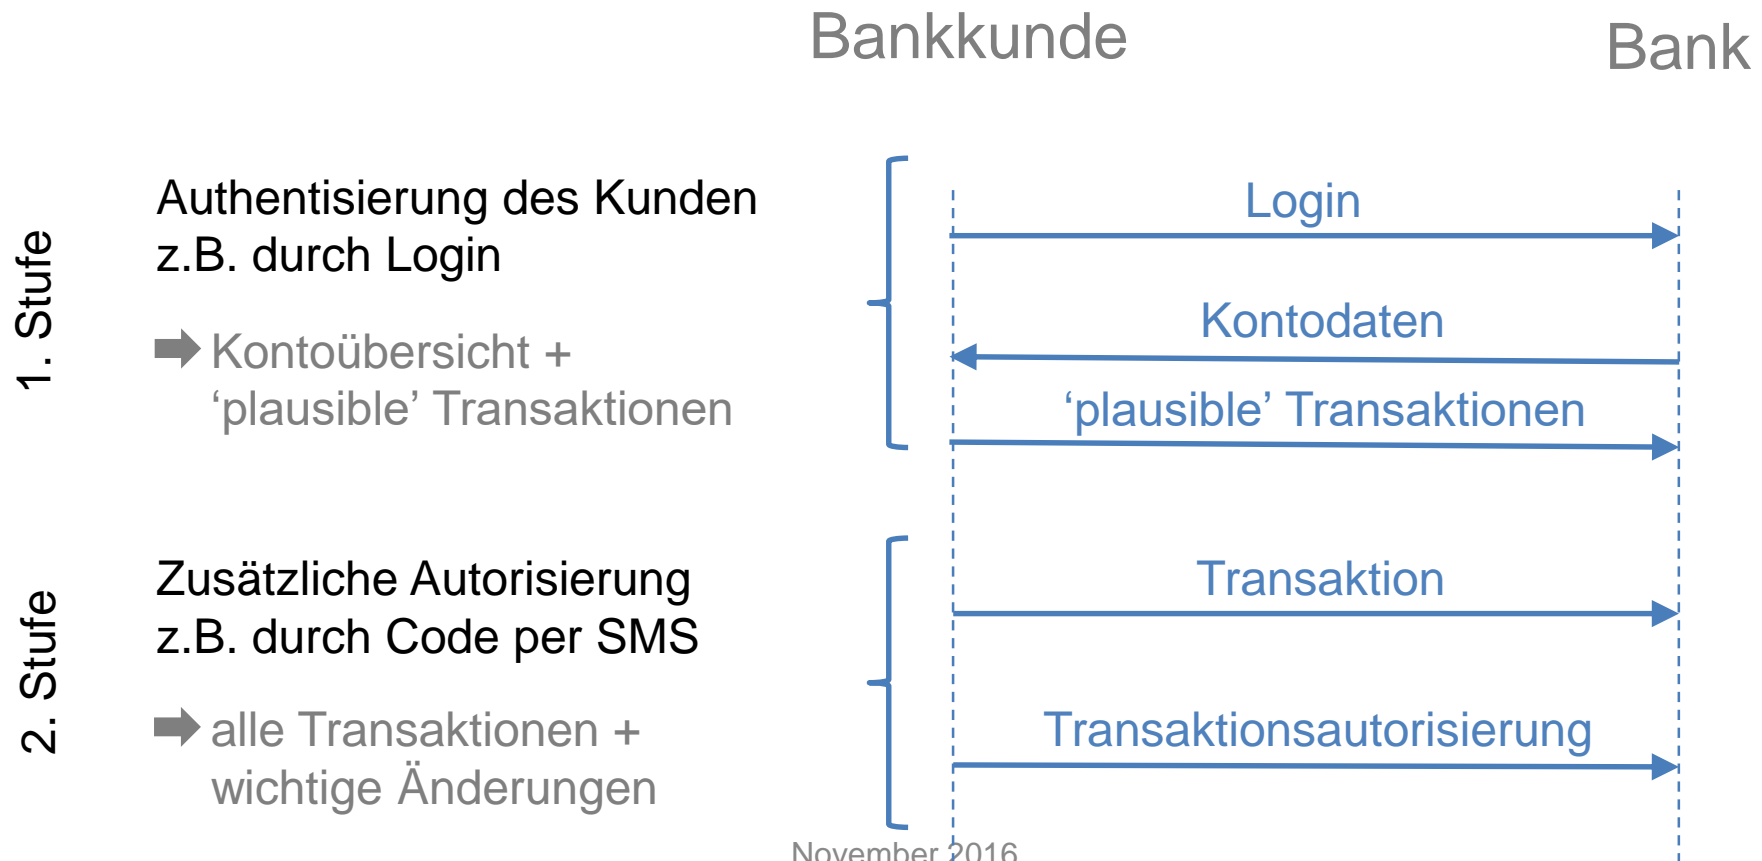 Bankkunde
Bank
1. Stufe
Authentisierung des Kunden
z.B. durch Login
Kontoübersicht +
‘plausible’ Transaktionen
Login
Kontodaten
‘plausible’ Transaktionen
2. Stufe
Zusätzliche Autorisierung
z.B. durch Code per SMS
alle Transaktionen +
wichtige Änderungen
Transaktion
Transaktionsautorisierung
November 2016